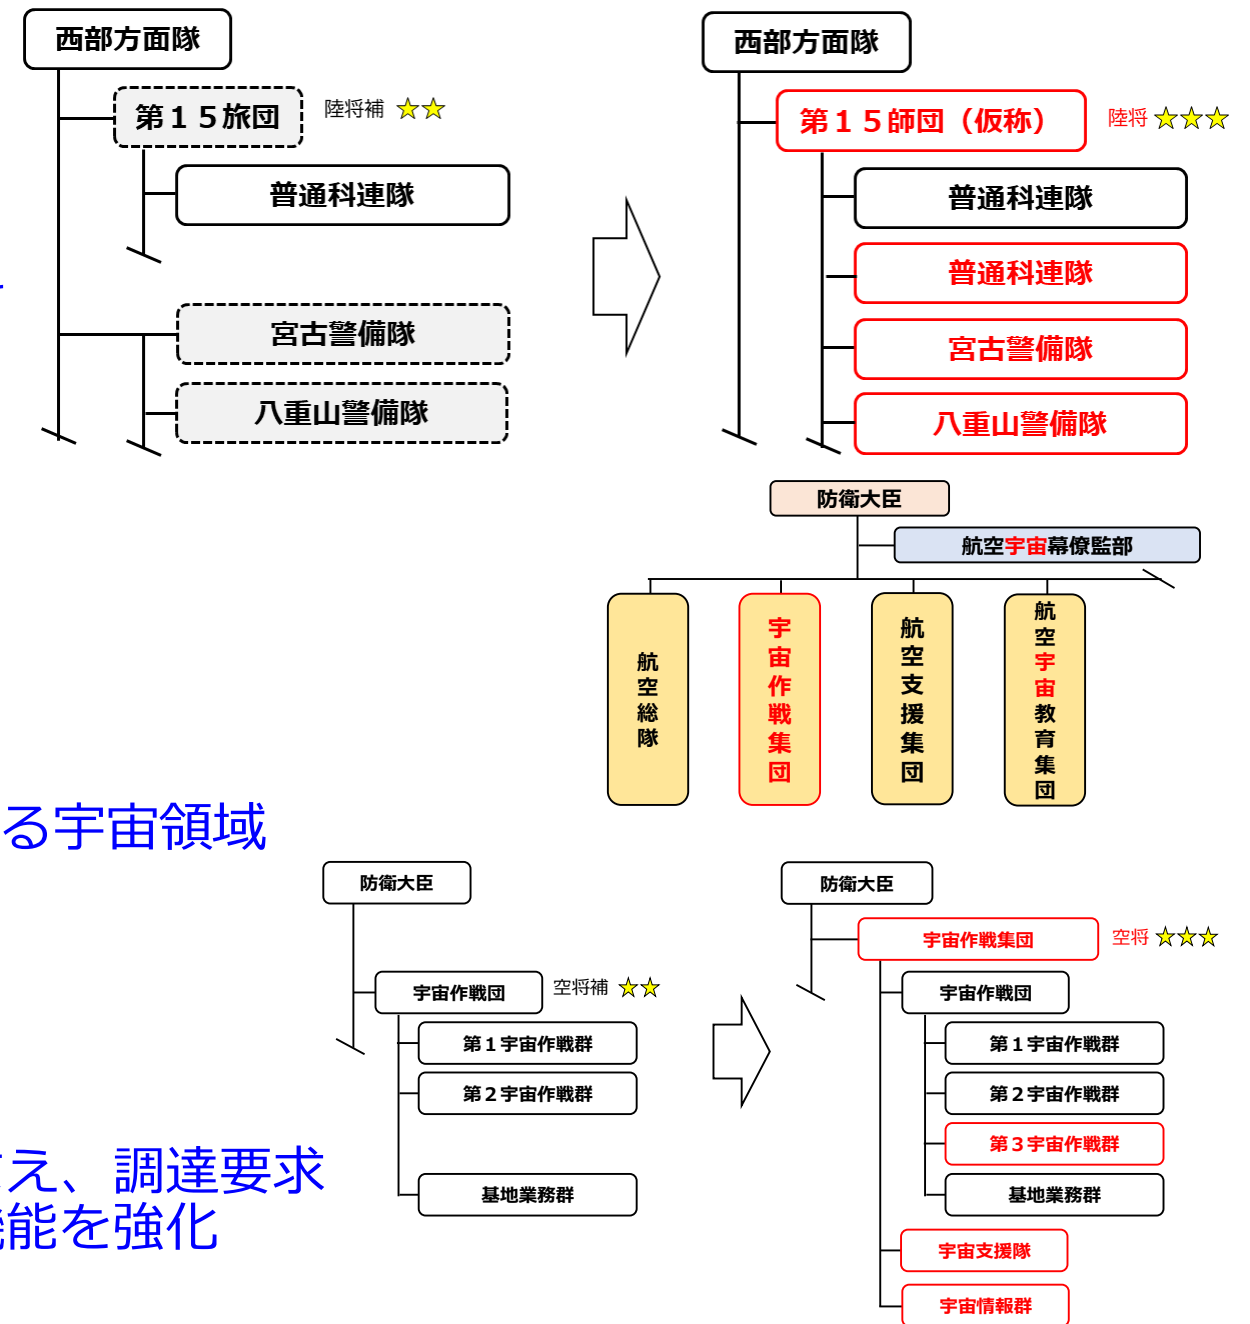 西部方面隊
第１５旅団
陸将補 ★★
普通科連隊
宮古警備隊
八重山警備隊
西部方面隊
第１５師団（仮称）
陸将 ★★★
普通科連隊
普通科連隊
宮古警備隊
八重山警備隊
防衛大臣
航空宇宙幕僚監部
航空総隊
宇宙作戦集団
航空支援集団
航空宇宙教育集団
る宇宙領域
防衛大臣
宇宙作戦団
空将補 ★★
第１宇宙作戦群
第２宇宙作戦群
基地業務群
防衛大臣
宇宙作戦集団
空将 ★★★
宇宙作戦団
第１宇宙作戦群
第２宇宙作戦群
第３宇宙作戦群
基地業務群
宇宙支援隊
宇宙情報群
え、調達要求
能を強化